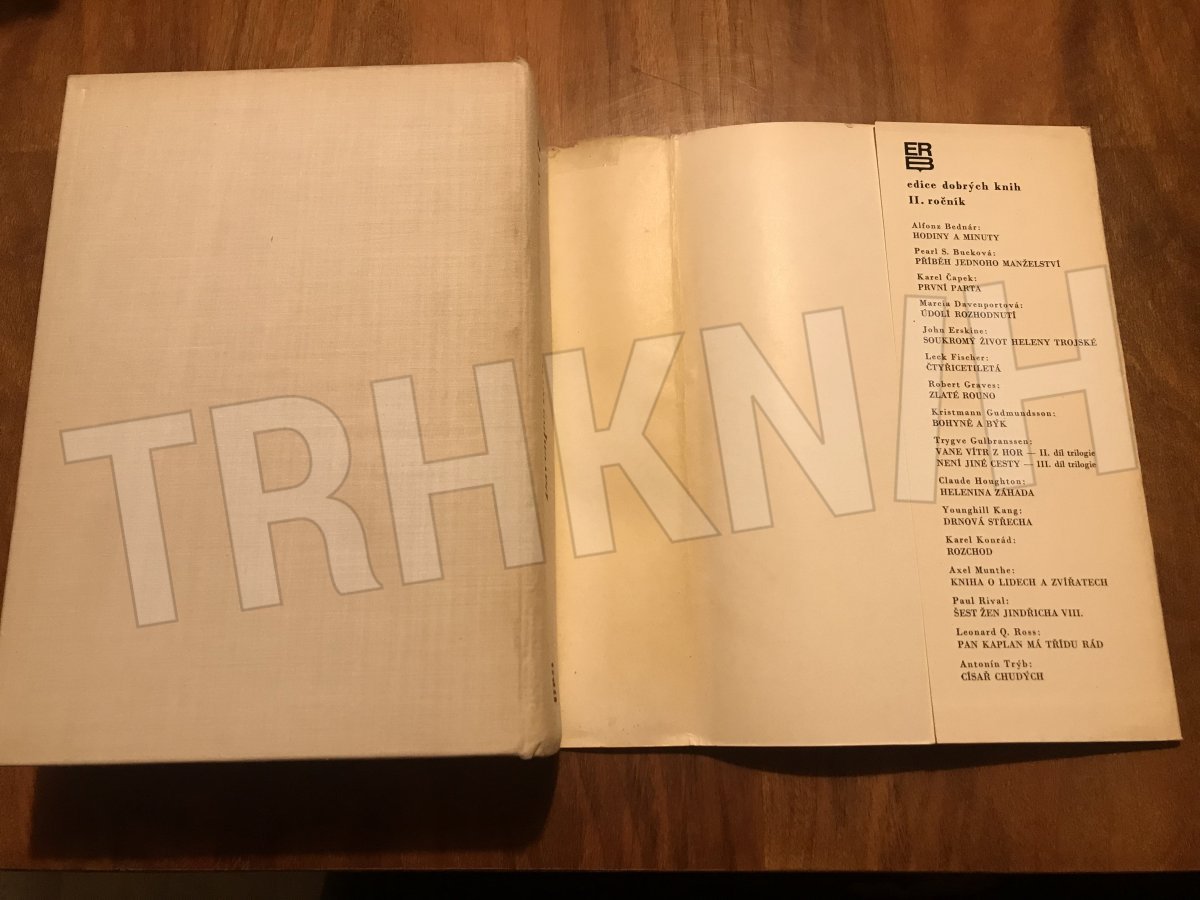 TRHKNIH
ER
B
edice dobrých knih
II. ročník
Alfonz Bednár:
HODINY A MINUTY
Pearl S. Bucková:
PŘÍBĚH JEDNOHO MANŽELSTVÍ
Karel Čapek:
PRVNÍ PARTA
Marcia Davenportová:
ÚDOLÍ ROZHODNUTÍ
John Erskine:
SOUKROMÝ ŽIVOT HELENY TROJSKÉ
Leck Fischer:
ČTYŘICETILETÁ
Robert Graves:
ZLATÉ ROUNO
Kristmann Gudmundsson:
BOHYNĚ A BÝK
Trygve Gulbranssen:
VANE VÍTR Z HOR — II. díl trilogie
NENÍ JINÉ CESTY — III. díl trilogie
Claude Houghton:
HELENINA ZÁHADA
Younghill Kang:
DRNOVÁ STŘECHA
Karel Konrád:
ROZCHOD
Axel Munthe:
KNIHA O LIDECH A ZVÍŘATECH
Paul Rival:
ŠEST ŽEN JINDŘICHA VIII.
Leonard Q. Ross:
PAN KAPLAN MÁ TŘÍDU RÁD
Antonín Trýb:
CÍSAŘ CHUDÝCH